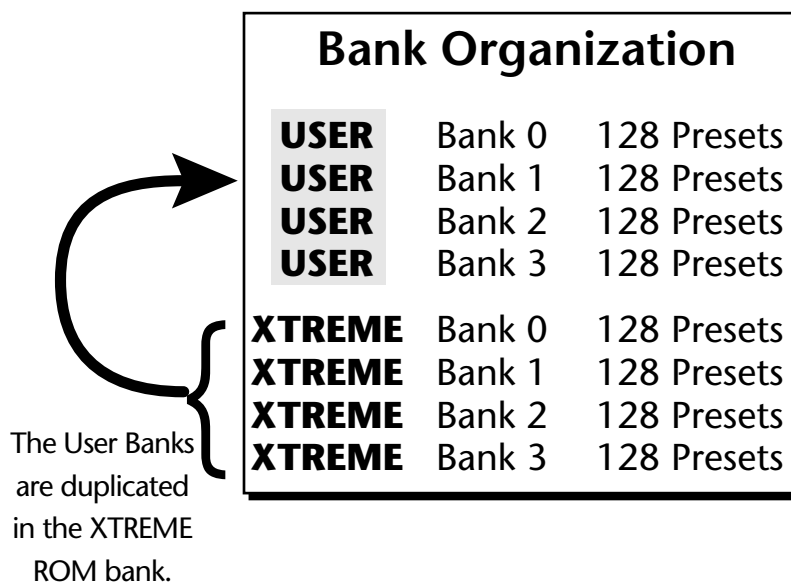 Bank Organization
USER Bank 0 128 Presets
USER Bank 1 128 Presets
USER Bank 2 128 Presets
USER Bank 3 128 Presets
XTREME Bank 0 128 Presets
XTREME Bank 1 128 Presets
XTREME Bank 2 128 Presets
XTREME Bank 3 128 Presets
The User Banks
are duplicated
in the XTREME
ROM bank.